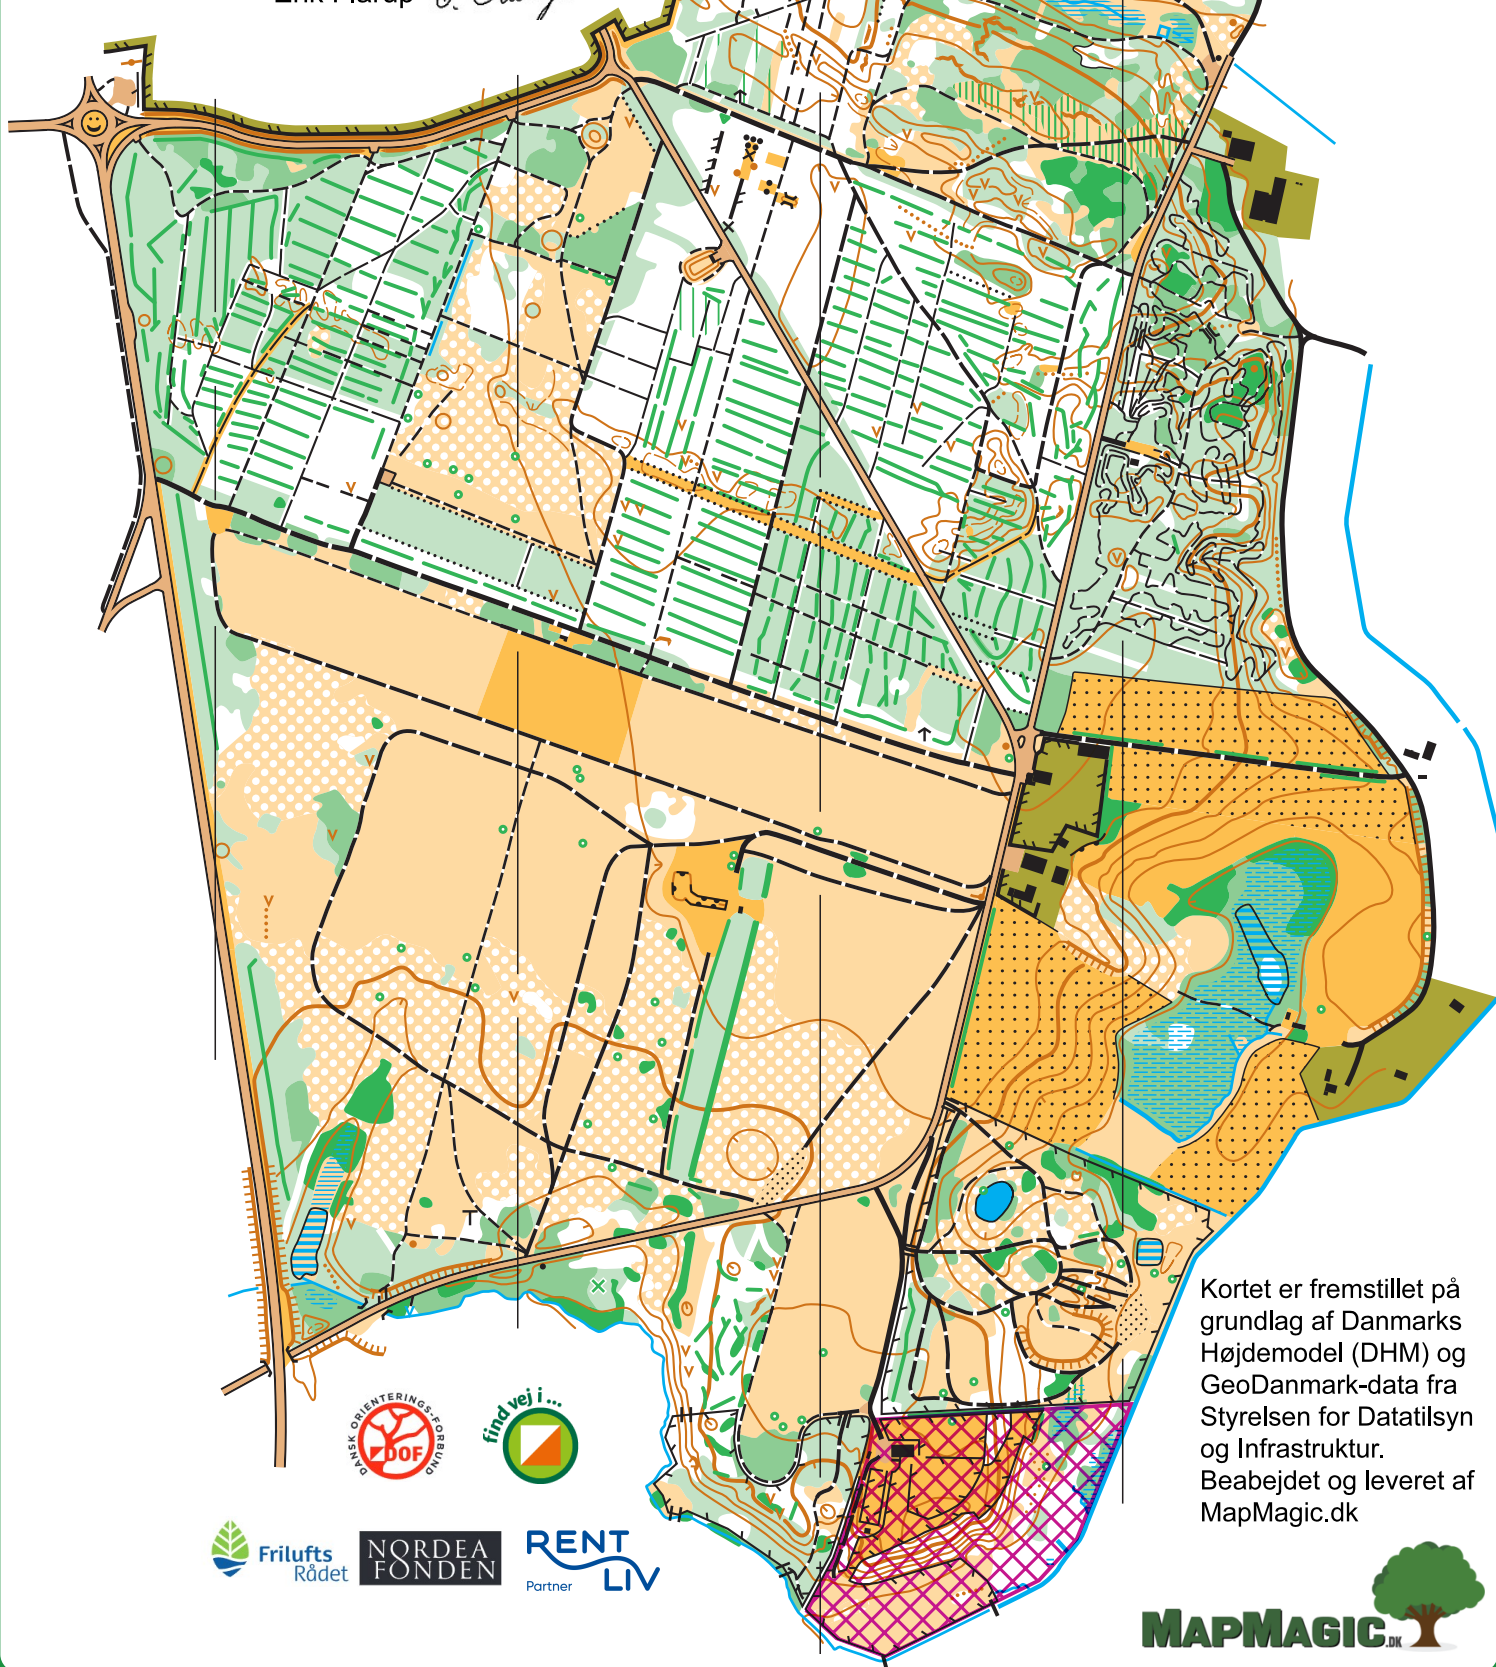 Kortet er fremstillet på
grundlag af Danmarks
Højdemodel (DHM) og
GeoDanmark-data fra
Styrelsen for Datatilsyn
og Infrastruktur.
Beabejdet og leveret af
MapMagic.dk
DANSK ORIENTERINGS-FORBUND
DOF
find vej i ...
Frilufts
Rådet
NORDEA
FONDEN
RENT
LIV
Partner
MAPMAGIC.DK